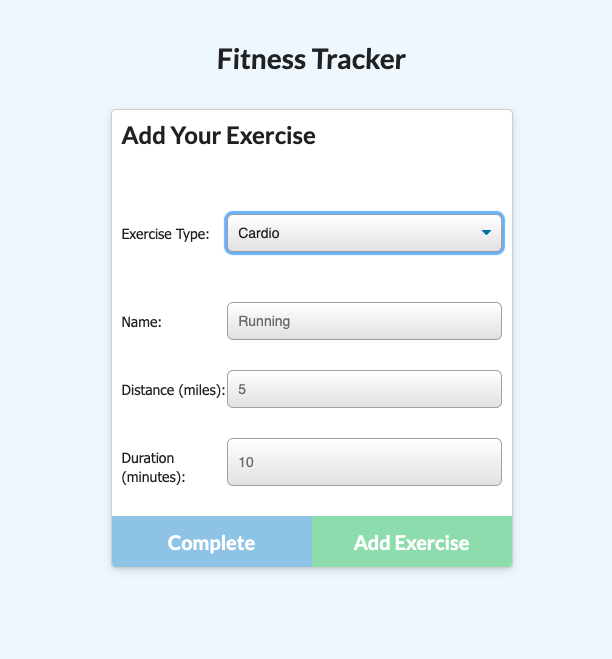 Fitness Tracker
Add Your Exercise
Exercise Type: Cardio
Name: Running
Distance (miles): 5
Duration
(minutes): 10
Complete Add Exercise